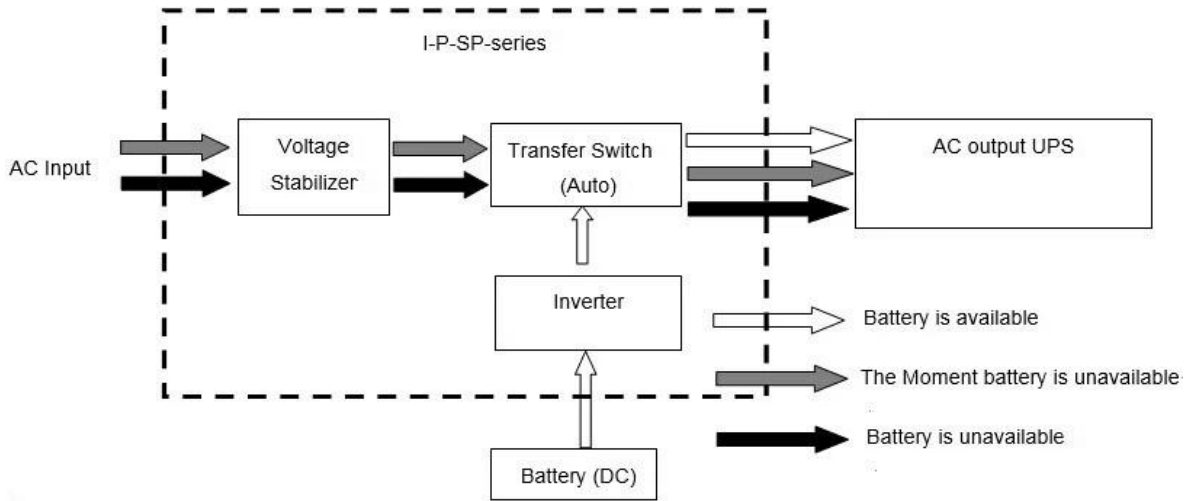 I-P-SP-series
AC Input
Voltage
Stabilizer
Transfer Switch
(Auto)
AC output UPS
Inverter
Battery is available
The Moment battery is unavailable
Battery is unavailable
Battery (DC)